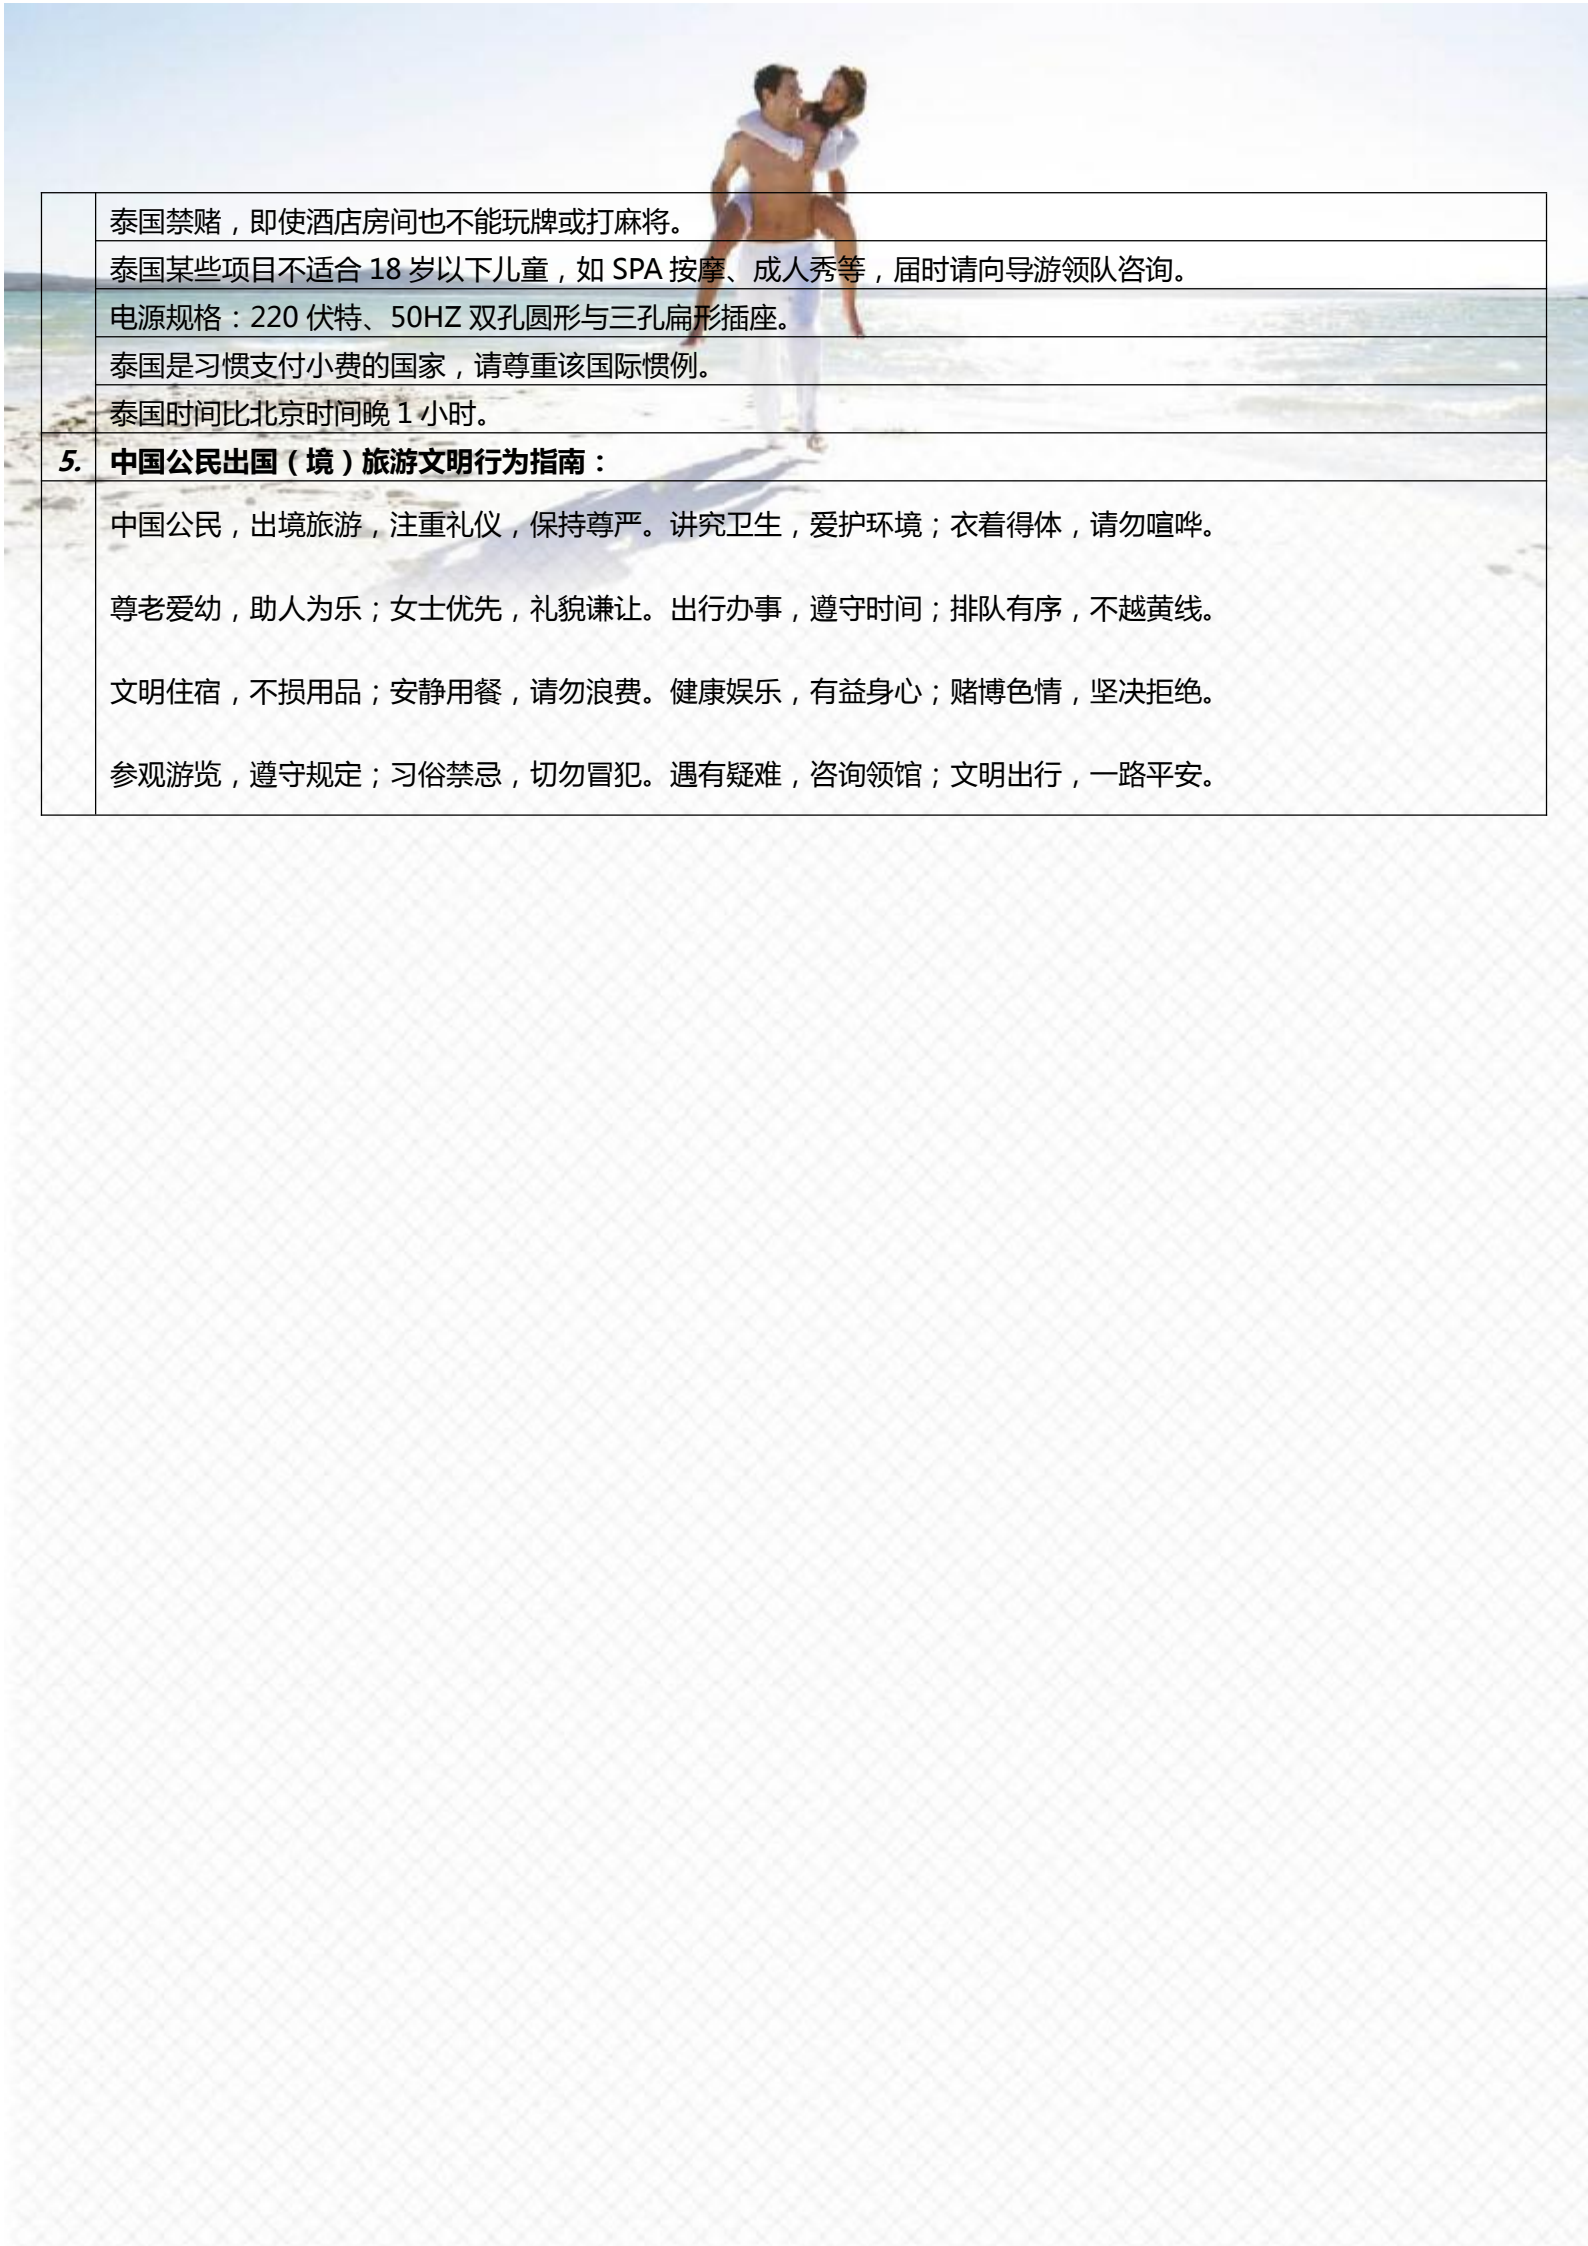 泰国禁赌，即使酒店房间也不能玩牌或打麻将。
泰国某些项目不适合 18 岁以下儿童，如 SPA 按摩、成人秀等，届时请向导游领队咨询。
电源规格：220 伏特、50HZ 双孔圆形与三孔扁形插座。
泰国是习惯支付小费的国家，请尊重该国际惯例。
泰国时间比北京时间晚 1 小时。
5. 中国公民出国（境）旅游文明行为指南：
中国公民，出境旅游，注重礼仪，保持尊严。讲究卫生，爱护环境；衣着得体，请勿喧哗。
尊老爱幼，助人为乐；女士优先，礼貌谦让。出行办事，遵守时间；排队有序，不越黄线。
文明住宿，不损用品；安静用餐，请勿浪费。健康娱乐，有益身心；赌博色情，坚决拒绝。
参观游览，遵守规定；习俗禁忌，切勿冒犯。遇有疑难，咨询领馆；文明出行，一路平安。